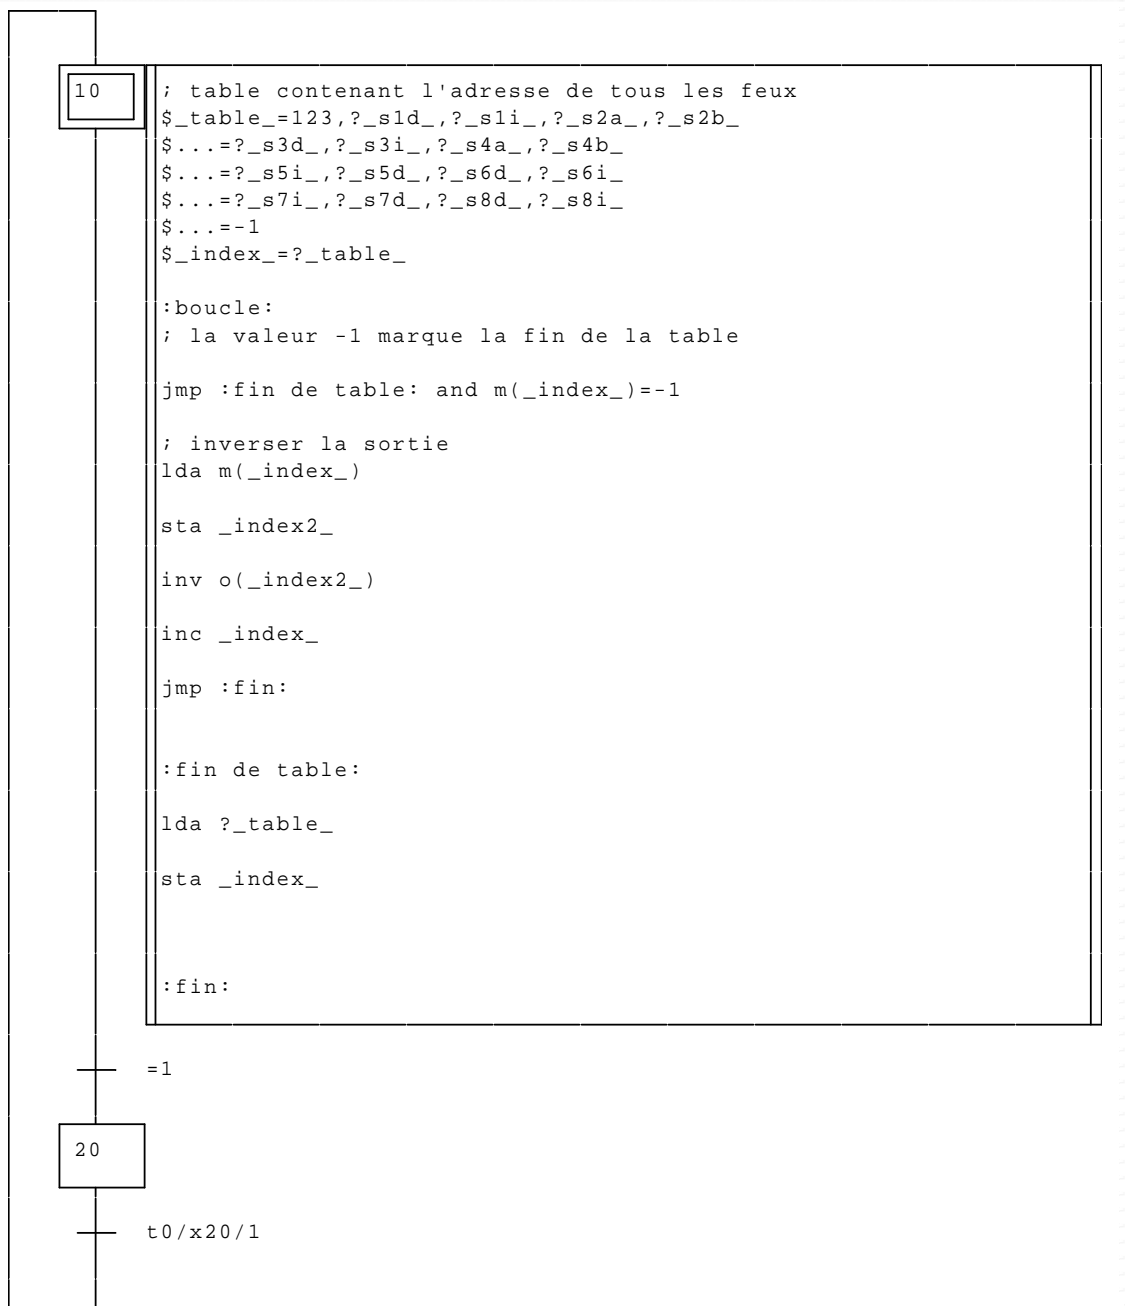 10
; table contenant l'adresse de tous les feux
$_table_=123,?_s1d_,?_s1i_,?_s2a_,?_s2b_
$...=?_s3d_,?_s3i_,?_s4a_,?_s4b_
$...=?_s5i_,?_s5d_,?_s6d_,?_s6i_
$...=?_s7i_,?_s7d_,?_s8d_,?_s8i_
$...=-1
$_index_=?_table_
:boucle:
; la valeur -1 marque la fin de la table
jmp :fin de table: and m(_index_)=-1
; inverser la sortie
lda m(_index_)
sta _index2_
inv o(_index2_)
inc _index_
jmp :fin:
:fin de table:
lda ?_table_
sta _index_
:fin:
=1
20
t0/x20/1